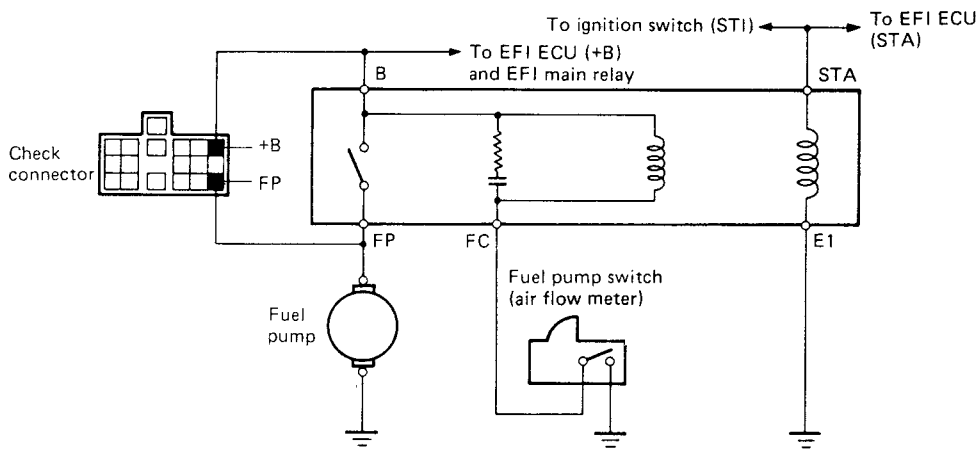 To ignition switch (STI)
To EFI ECU
(STA)
To EFI ECU (+B)
and EFI main relay
B
STA
Check
connector
+B
FP
FP
FC
E1
Fuel pump switch
(air flow meter)
Fuel
pump